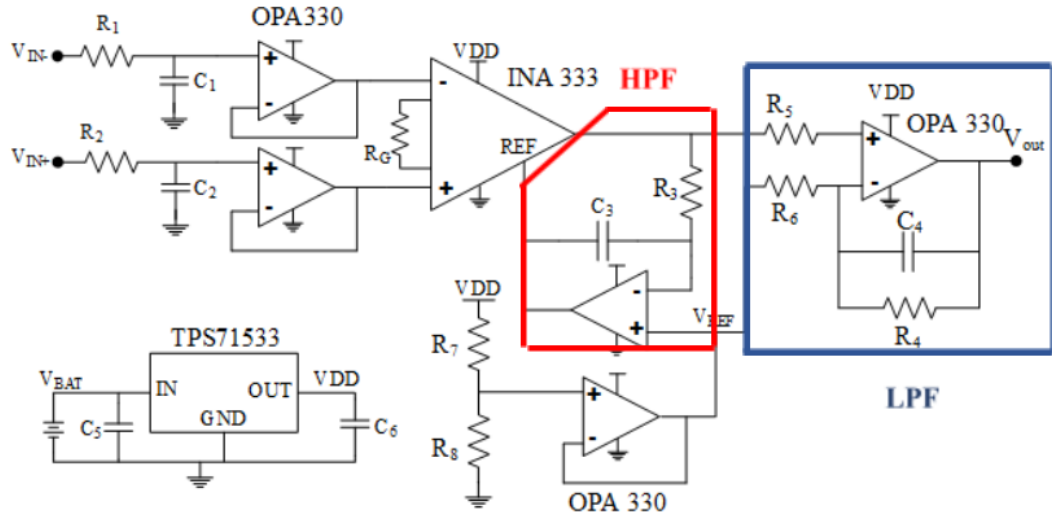 OPA330
R1
VIN-
C1
R2
VIN+
C2
VDD
INA 333
RG
REF
HPF
R3
C3
R5
VDD
OPA 330
Vout
R6
C4
R4
LPF
VDD
VREF
R7
R8
OPA 330
TPS71533
VBAT
IN
OUT
VDD
GND
C5
C6